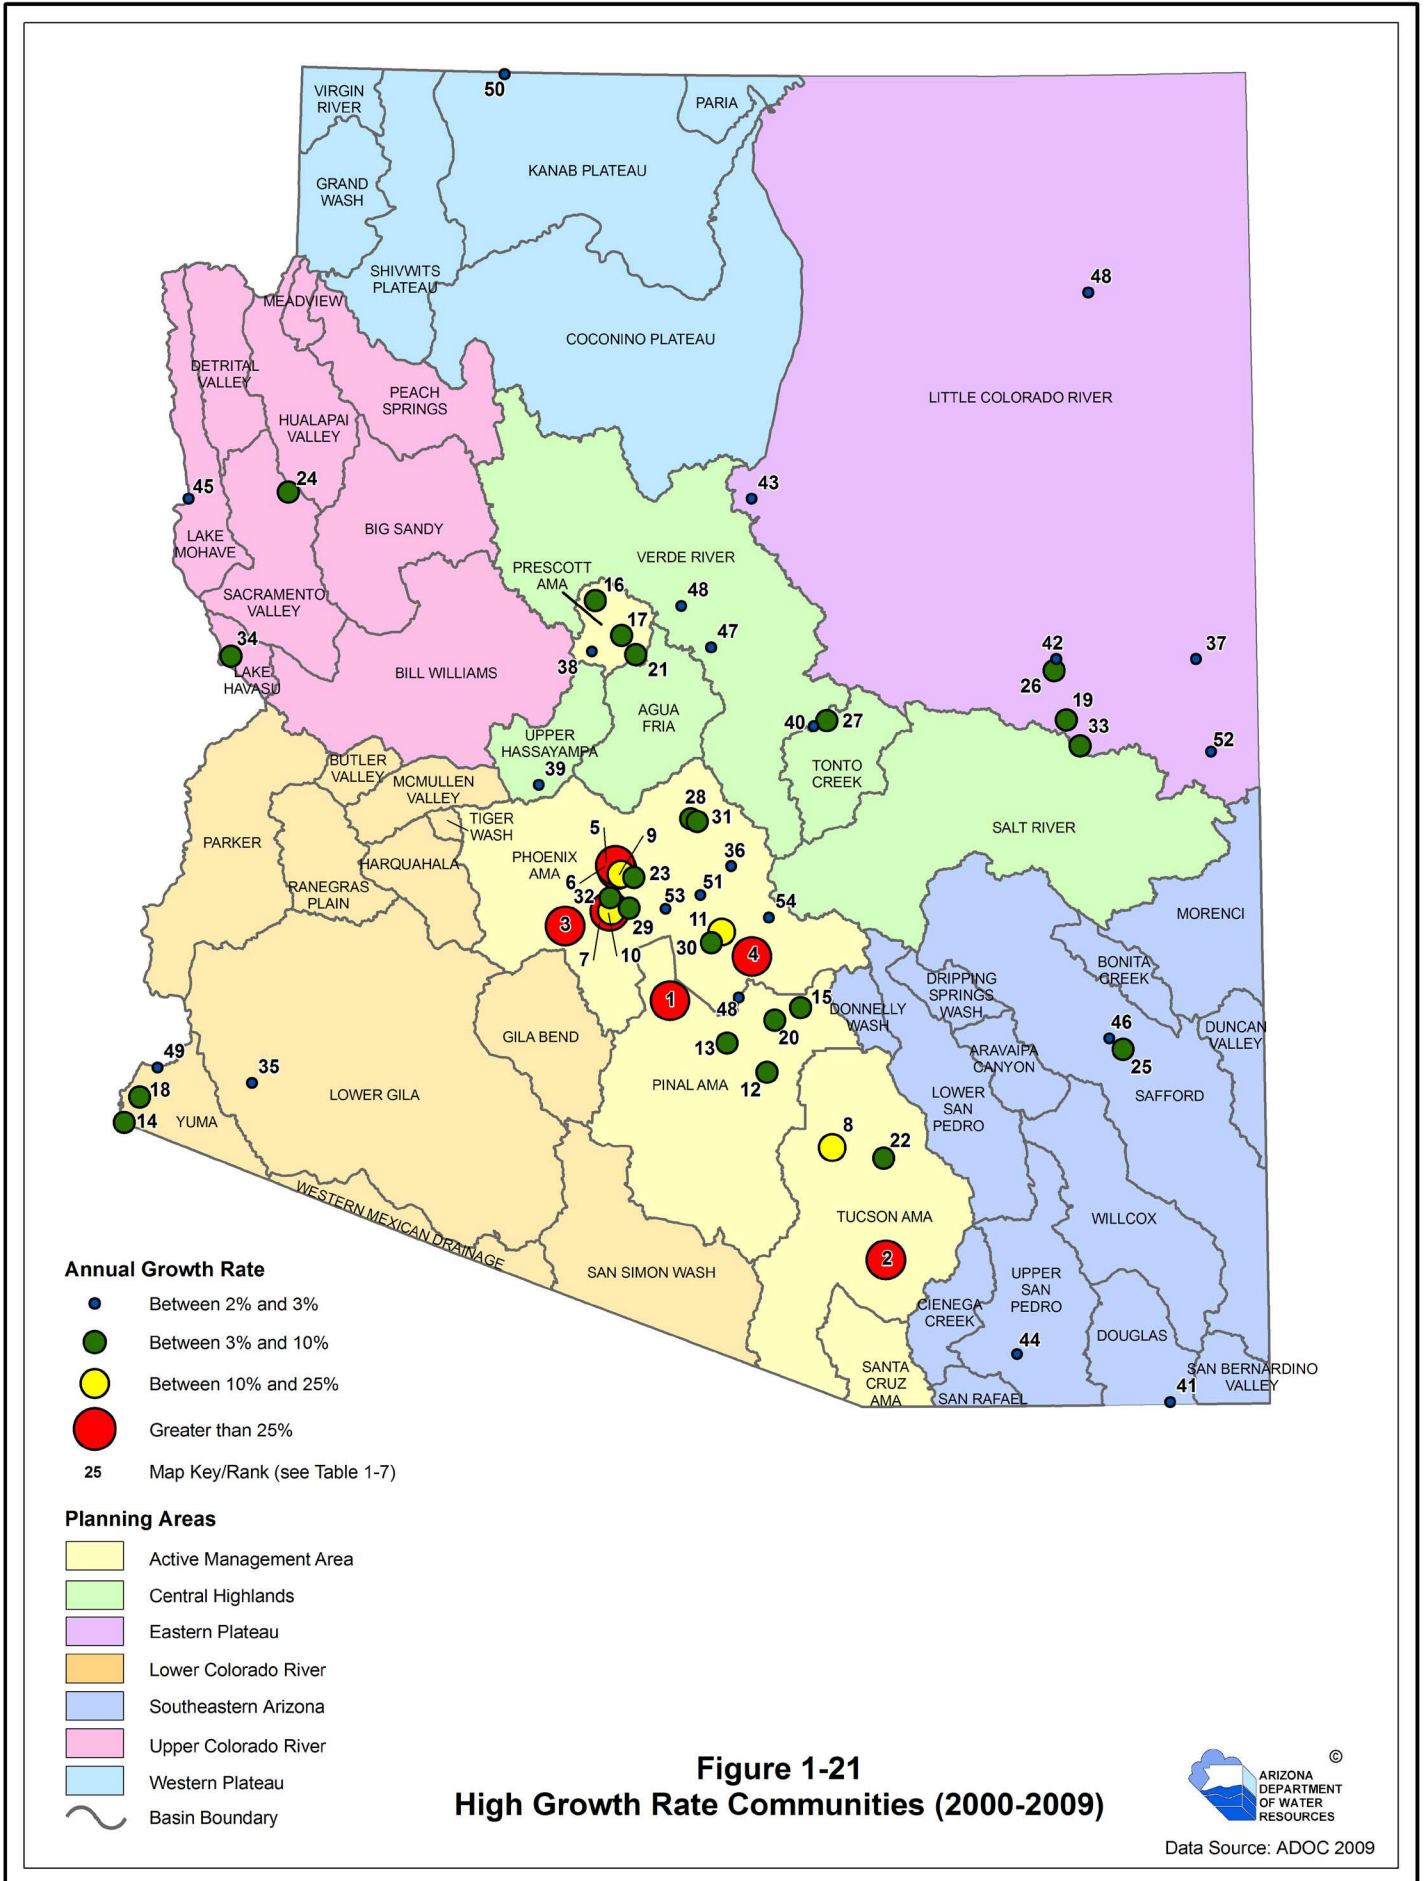 50
VIRGIN
RIVER
PARIA
KANAB PLATEAU
GRAND
WASH
SHIVWITS
PLATEAU
48
MEADVIEW
COCONINO PLATEAU
DETRITAL
VALLEY
PEACH
SPRINGS
LITTLE COLORADO RIVER
HUALAPAI
VALLEY
24
45
43
BIG SANDY
LAKE
MOHAVE
VERDE RIVER
PRESCOTT
AMA
16
48
SACRAMENTO
VALLEY
17
47
34
42
37
38
21
LAKE
HAVASU
BILL WILLIAMS
26
AGUA
FRIA
19
40
27
33
UPPER
HASSAYAMPA
52
BUTLER
VALLEY
39
TONTO
CREEK
MCMULLEN
VALLEY
28
31
TIGER
WASH
SALT RIVER
5
9
PARKER
PHOENIX
AMA
36
HARQUAHALA
6
23
RANEGRAS
PLAIN
32
53
51
54
MORENCI
3
29
11
30
7
10
4
BONITA
CREEK
DRIPPING
SPRINGS
WASH
1
48
15
DONNELLY
WASH
20
46
DUNCAN
VALLEY
GILA BEND
13
ARAVAIPA
CANYON
25
49
35
PINAL AMA
12
18
LOWER GILA
LOWER
SAN
PEDRO
SAFFORD
14
YUMA
8
22
WESTERN MEXICAN DRAINAGE
TUCSON AMA
WILLCOX
2
SAN SIMON WASH
UPPER
SAN
PEDRO
CIENEGA
CREEK
DOUGLAS
44
SANTA
CRUZ
AMA
SAN BERNARDINO
VALLEY
SAN RAFAEL
41
Annual Growth Rate
Between 2% and 3%
Between 3% and 10%
Between 10% and 25%
Greater than 25%
25 Map Key/Rank (see Table 1-7)
Planning Areas
Active Management Area
Central Highlands
Eastern Plateau
Lower Colorado River
Southeastern Arizona
Upper Colorado River
Western Plateau
Basin Boundary
Figure 1-21
High Growth Rate Communities (2000-2009)
©
ARIZONA
DEPARTMENT
OF WATER
RESOURCES
Data Source: ADOC 2009